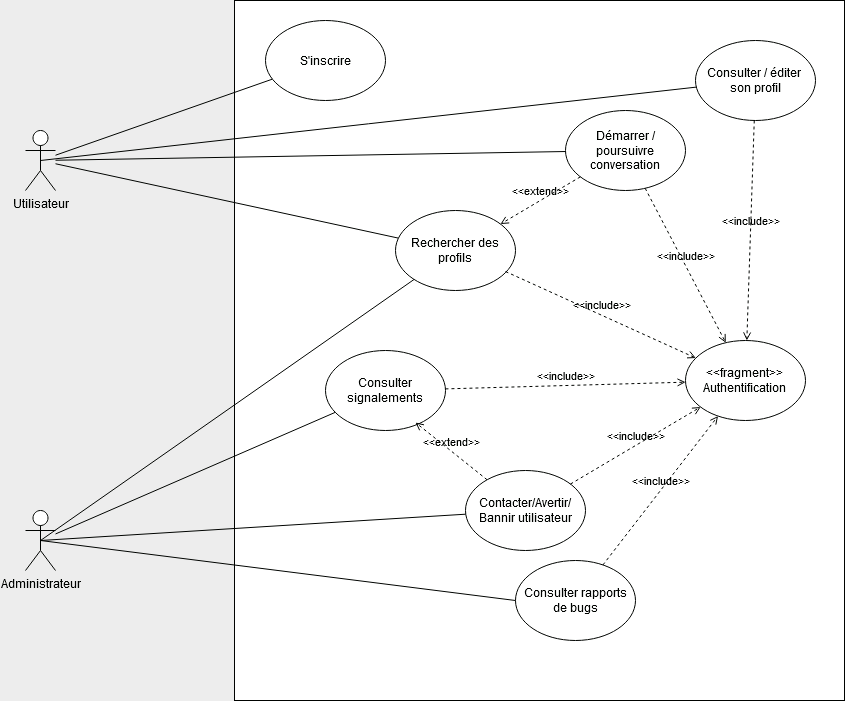 S'inscrire
Consulter / éditer
son profil
Démarrer /
poursuivre
conversation
Utilisateur
<<extend>>
<<include>>
Rechercher des
profils
<<include>>
<<include>>
<<fragment>>
Authentification
Consulter
signalements
<<include>>
<<extend>>
<<include>>
<<include>>
Contacter/Avertir/
Bannir utilisateur
Administrateur
Consulter rapports
de bugs